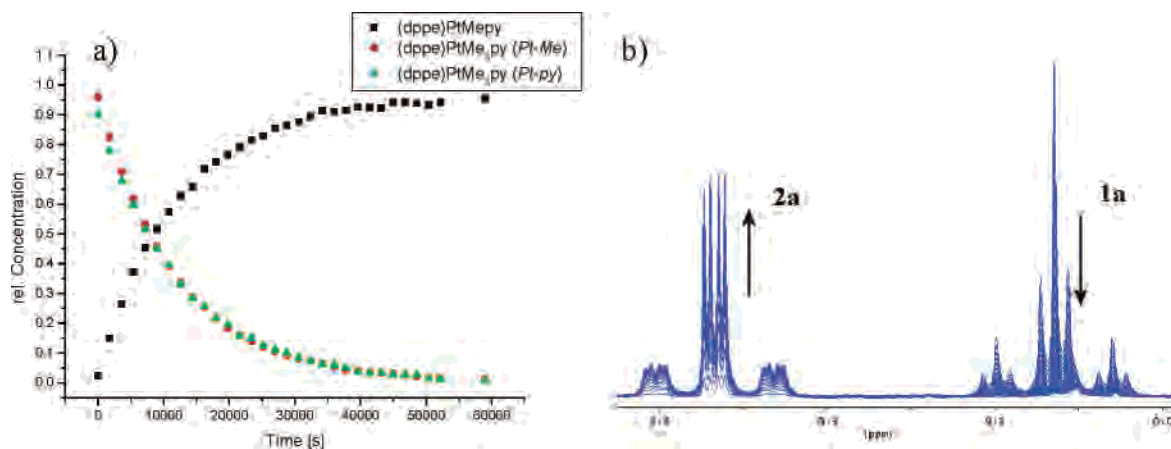 a)
(dppe)PtMepy
(dppe)PtMe₃py (Pt-Me)
(dppe)PtMe₃py (Pt-py)
1.1
1.0
0.9
0.8
0.7
0.6
0.5
0.4
0.3
0.2
0.1
0.0
rel. Concentration
0 10000 20000 30000 40000 50000 60000
Time [s]
b)
2a
1a
(ppm)